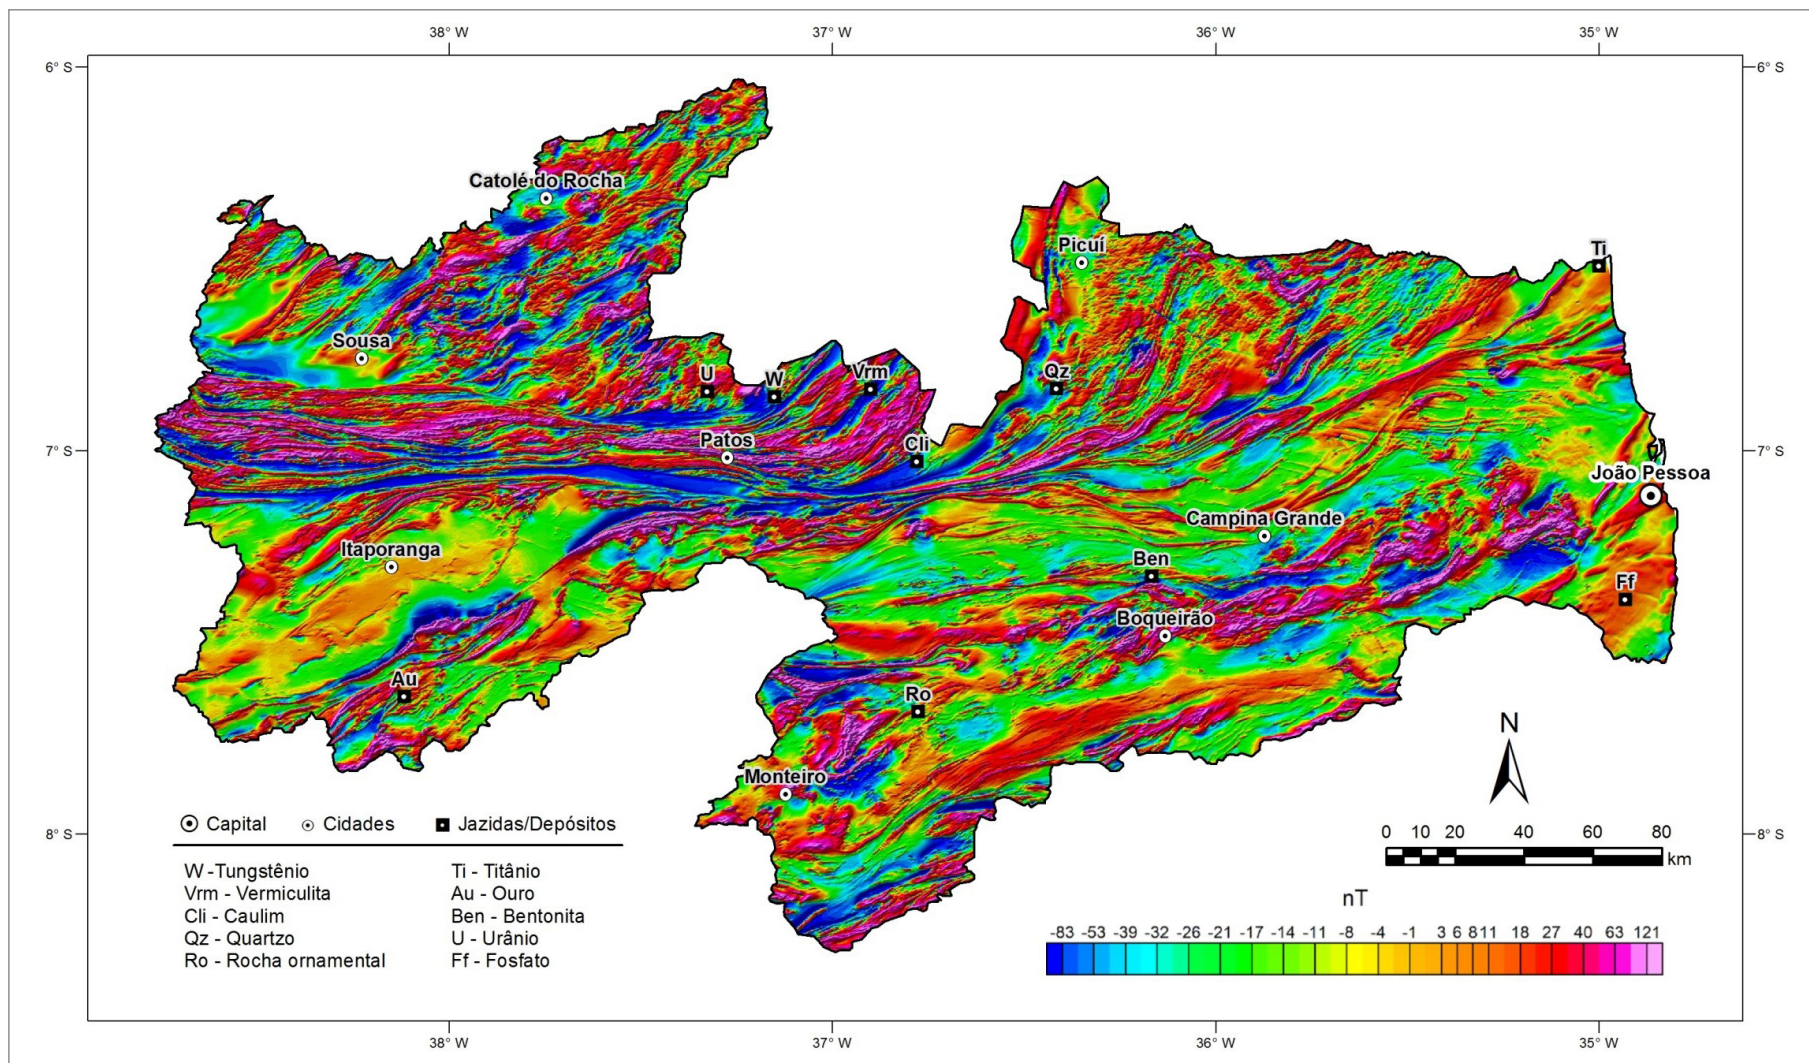 38° W 37° W 36° W 35° W
6° S 6° S
Catolé do Rocha
Picuí
Ti
Sousa
U W Vrm Qz
Patos
Cli
7° S 7° S
João Pessoa
Campina Grande
Itaporanga
Ben
Ff
Boqueirão
Au
Ro
N
Monteiro
Capital Cidades Jazidas/Depósitos
8° S 8° S
0 10 20 40 60 80
km
W -Tungstênio Ti - Titânio
Vrm - Vermiculita Au - Ouro
Cli - Caulim Ben - Bentonita
Qz - Quartzo U - Urânio
Ro - Rocha ornamental Ff - Fosfato
nT
-83 -53 -39 -32 -26 -21 -17 -14 -11 -8 -4 -1 3 6 8 11 18 27 40 63 121
38° W 37° W 36° W 35° W